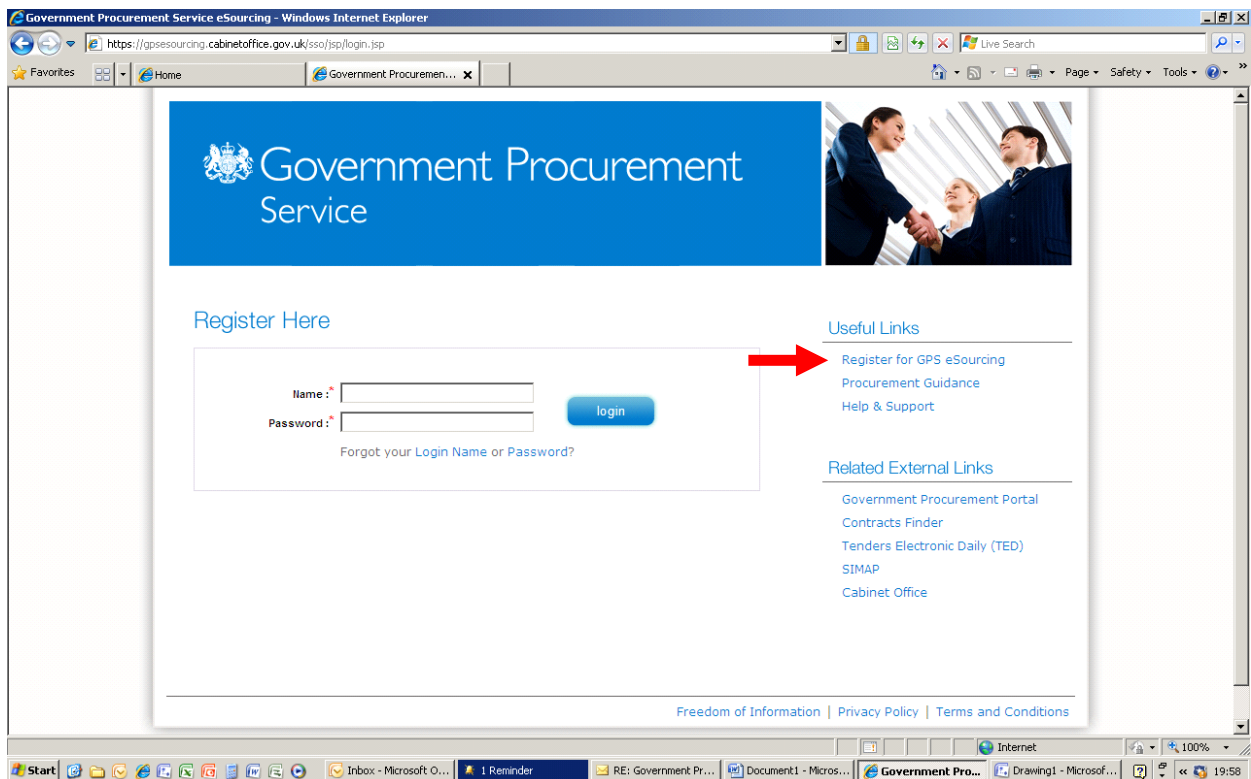 Government Procurement Service eSourcing - Windows Internet Explorer
https://gpsesourcing.cabinetoffice.gov.uk/sso/jsp/login.jsp
Live Search
Favorites
Home
Government Procuremen...
Page
Safety
Tools
Government Procurement
Service
Register Here
Name :*
Password :*
login
Forgot your Login Name or Password?
Useful Links
Register for GPS eSourcing
Procurement Guidance
Help & Support
Related External Links
Government Procurement Portal
Contracts Finder
Tenders Electronic Daily (TED)
SIMAP
Cabinet Office
Freedom of Information | Privacy Policy | Terms and Conditions
Internet
100%
Start
Inbox - Microsoft O...
1 Reminder
RE: Government Pr...
Document1 - Micros...
Government Pro...
Drawing1 - Microsof...
19:58